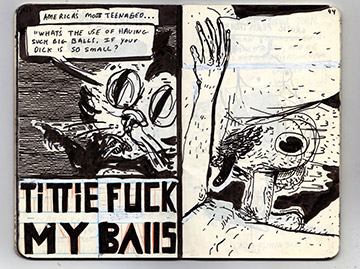 AMERICA'S MOST TEENAGED...
"WHAT'S THE USE OF HAVING
SUCH BIG BALLS, IF YOUR
DICK IS SO SMALL?
TITTIE FUCK
MY BALLS
94